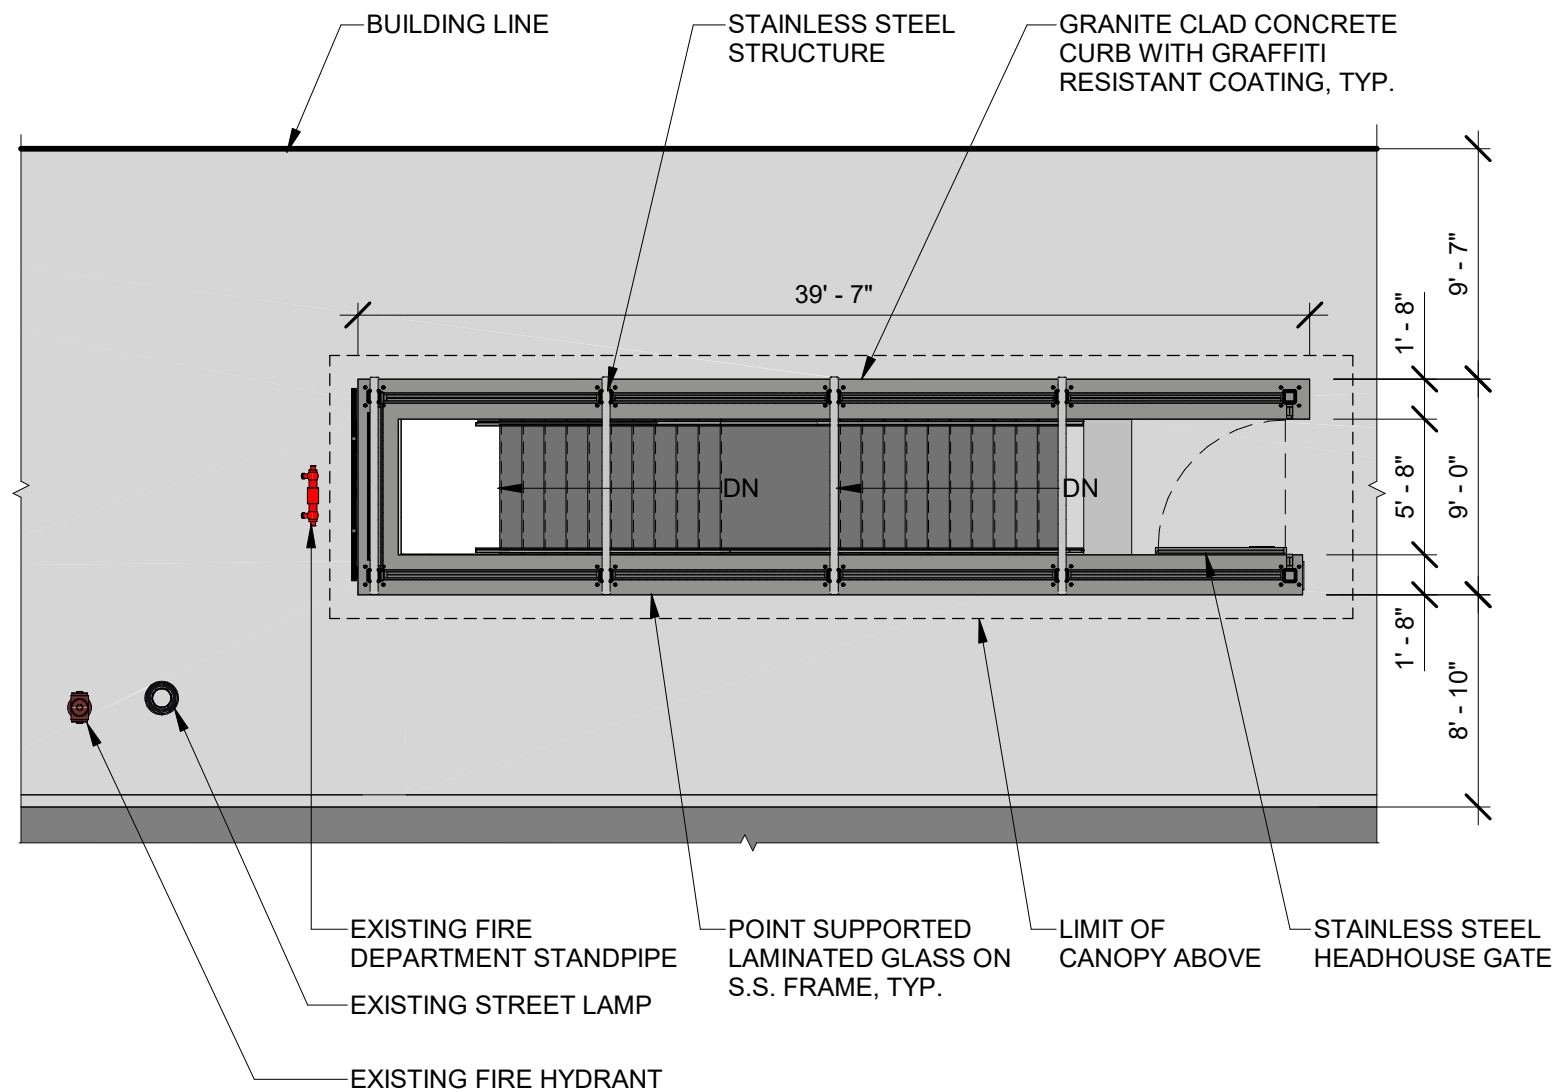 BUILDING LINE
STAINLESS STEEL
STRUCTURE
GRANITE CLAD CONCRETE
CURB WITH GRAFFITI
RESISTANT COATING, TYP.
39' - 7"
9' - 7"
1' - 8"
5' - 8"
9' - 0"
1' - 8"
8' - 10"
DN
DN
EXISTING FIRE
DEPARTMENT STANDPIPE
EXISTING STREET LAMP
EXISTING FIRE HYDRANT
POINT SUPPORTED
LAMINATED GLASS ON
S.S. FRAME, TYP.
LIMIT OF
CANOPY ABOVE
STAINLESS STEEL
HEADHOUSE GATE